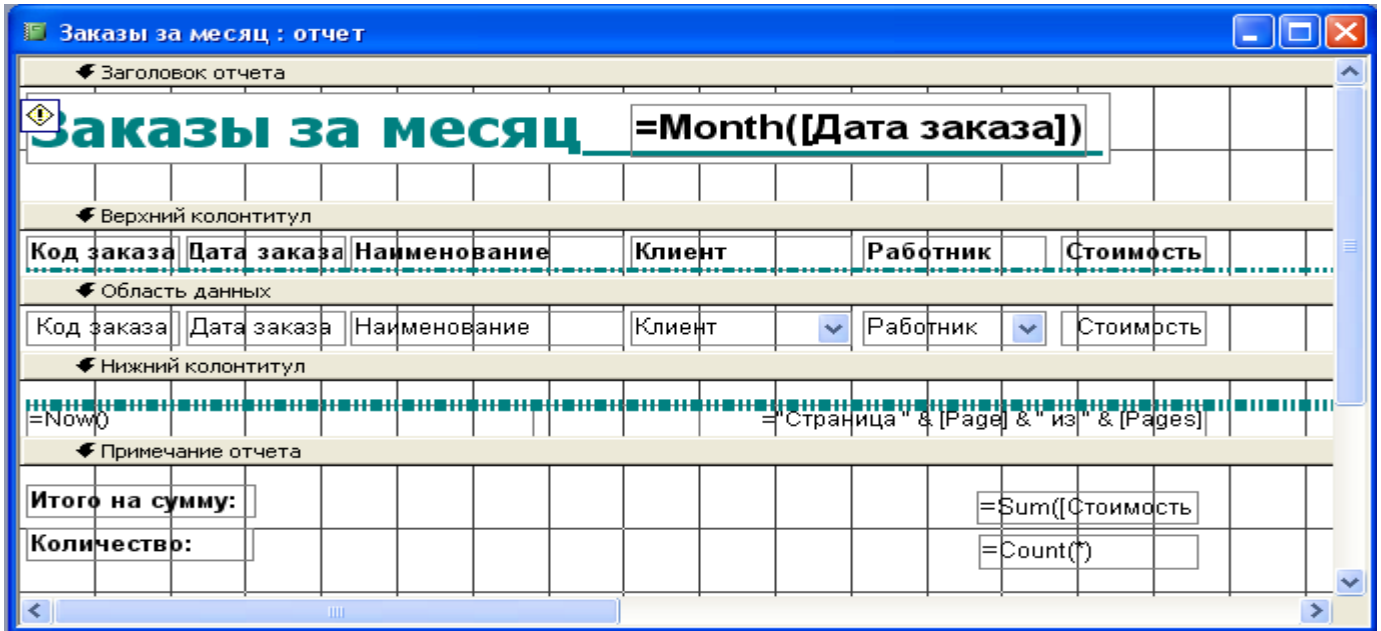 Заказы за месяц : отчет
Заголовок отчета
Заказы за месяц_ =Month([Дата заказа])
Верхний колонтитул
Код заказа Дата заказа Наименование Клиент Работник Стоимость
Область данных
Код заказа Дата заказа Наименование Клиент Работник Стоимость
Нижний колонтитул
=Now() ="Страница " & [Page] & " из " & [Pages]
Примечание отчета
Итого на сумму: =Sum([Стоимость
Количество: =Count(*)